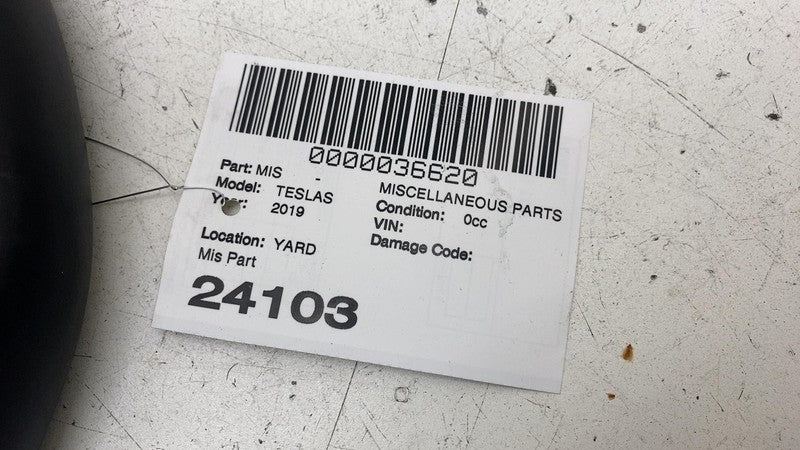 0000036620
Part: MIS - MISCELLANEOUS PARTS
Model: TESLAS Condition: 0cc
Year: 2019 VIN:
Damage Code:
Location: YARD
Mis Part
24103